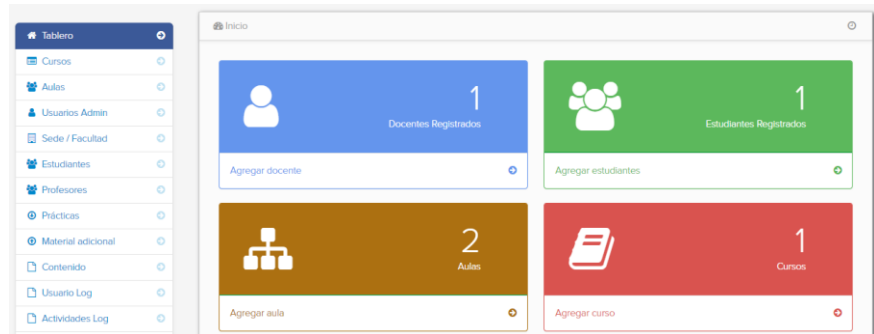 Tablero
Cursos
Aulas
Usuarios Admin
Sede / Facultad
Estudiantes
Profesores
Prácticas
Material adicional
Contenido
Usuario Log
Actividades Log
Inicio
1
Docentes Registrados
Agregar docente
1
Estudiantes Registrados
Agregar estudiantes
2
Aulas
Agregar aula
1
Cursos
Agregar curso